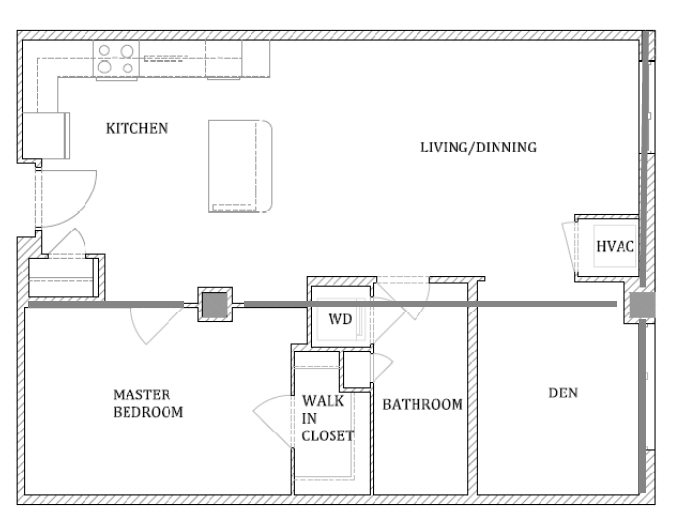 KITCHEN
LIVING/DINNING
HVAC
WD
MASTER
BEDROOM
WALK
IN
CLOSET
BATHROOM
DEN